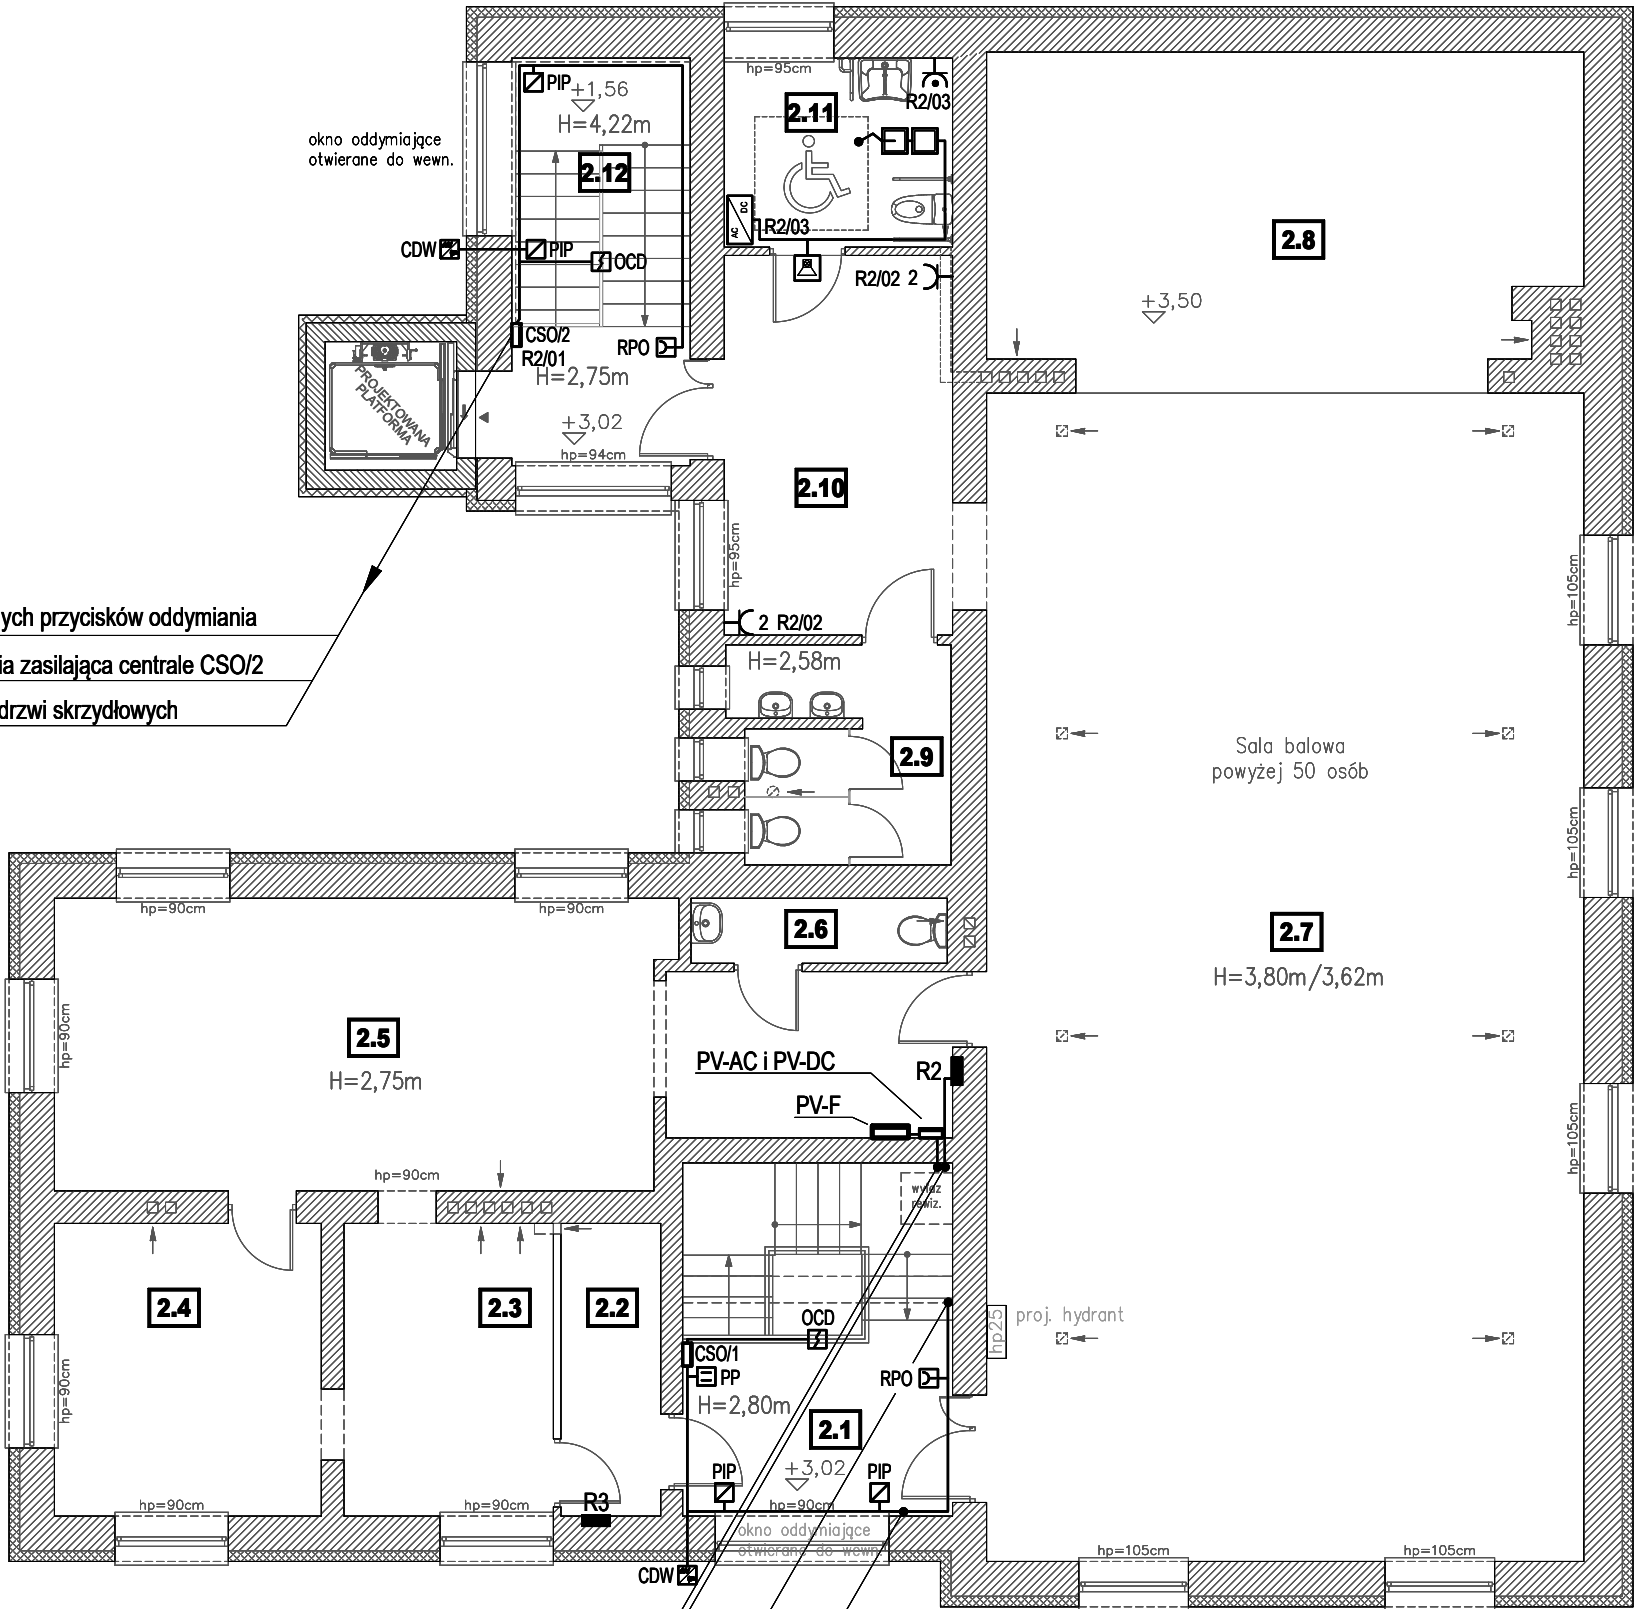 hp=95cm
PIP
+1,56
H=4,22m
2.11
R2/03
okno oddymiające
otwierane do wewn.
2.12
DC
AC
R2/03
CDW
PIP
OCD
2.8
R2/02 2
+3,50
CSO/2
R2/01
RPO
H=2,75m
PROJEKTOWANA
PLATFORMA
+3,02
hp=94cm
2.10
hp=95cm
hp=105cm
ych przycisków oddymiania
2 R2/02
ia zasilająca centrale CSO/2
H=2,58m
drzwi skrzydłowych
2.9
Sala balowa
powyżej 50 osób
hp=105cm
hp=90cm
hp=90cm
2.6
2.7
H=3,80m/3,62m
hp=90cm
2.5
H=2,75m
PV-AC i PV-DC
R2
PV-F
hp=105cm
hp=90cm
wyłaz
rewiz.
2.4
2.3
2.2
OCD
hp25
proj. hydrant
CSO/1
PP
RPO
hp=90cm
H=2,80m
2.1
PIP
+3,02
PIP
hp=90cm
hp=90cm
R3
hp=90cm
okno oddymiające
otwierane do wewn.
CDW
hp=105cm
hp=105cm